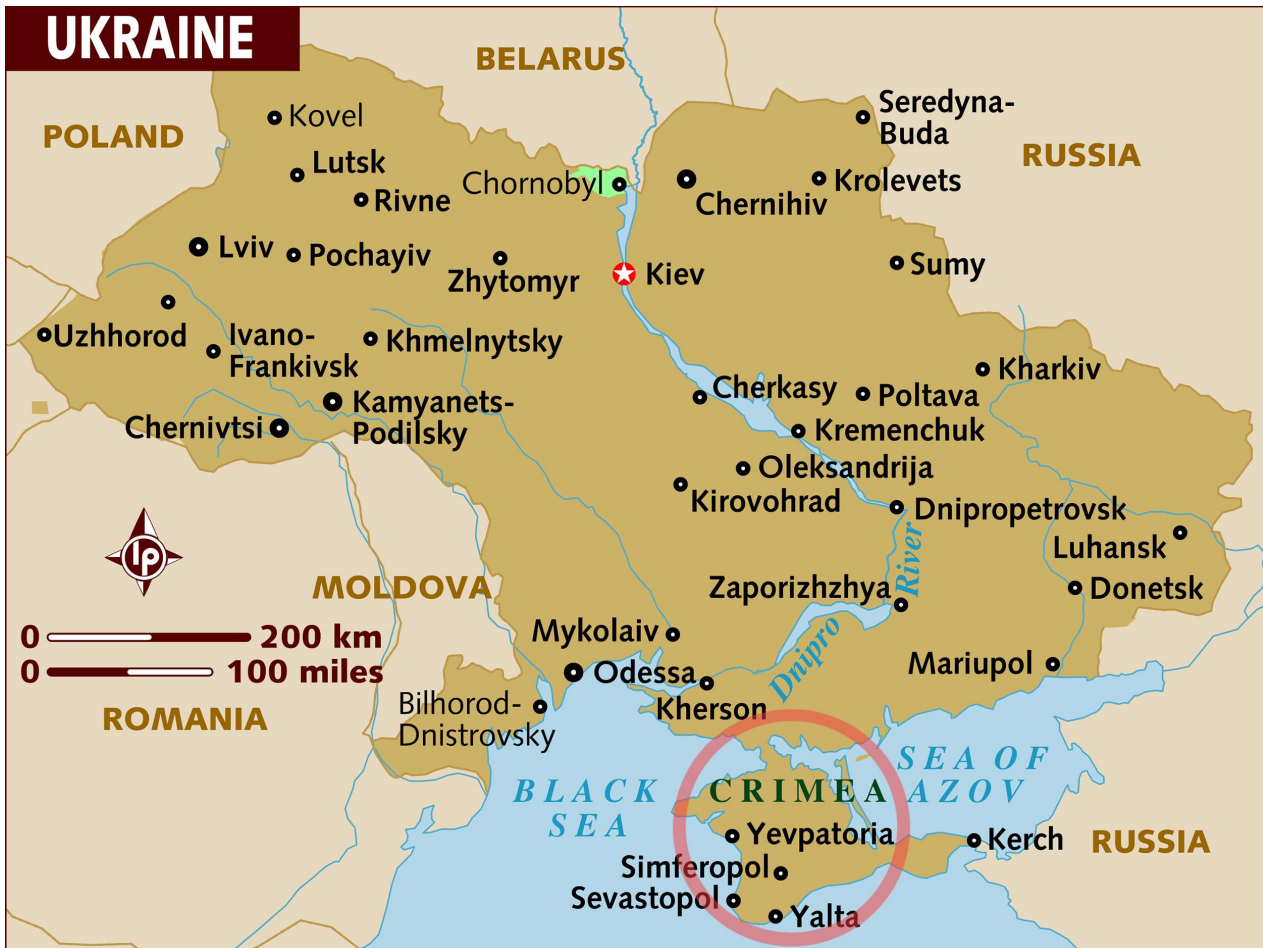 UKRAINE
BELARUS
POLAND
RUSSIA
Kovel
Seredyna-
Buda
Lutsk
Rivne
Chornobyl
Chernihiv
Krolevets
Lviv
Pochayiv
Zhytomyr
Kiev
Sumy
Uzhhorod
Ivano-
Frankivsk
Khmelnytsky
Kharkiv
Cherkasy
Poltava
Kamyanets-
Podilsky
Chernivtsi
Kremenchuk
Oleksandrija
Kirovohrad
Dnipropetrovsk
Luhansk
lp
MOLDOVA
Zaporizhzhya
Dnipro River
Donetsk
0 200 km
0 100 miles
Mykolaiv
Odessa
Mariupol
ROMANIA
Bilhorod-
Dnistrovsky
Kherson
BLACK
SEA
CRIMEA
SEA OF
AZOV
Yevpatoria
Kerch
RUSSIA
Simferopol
Sevastopol
Yalta